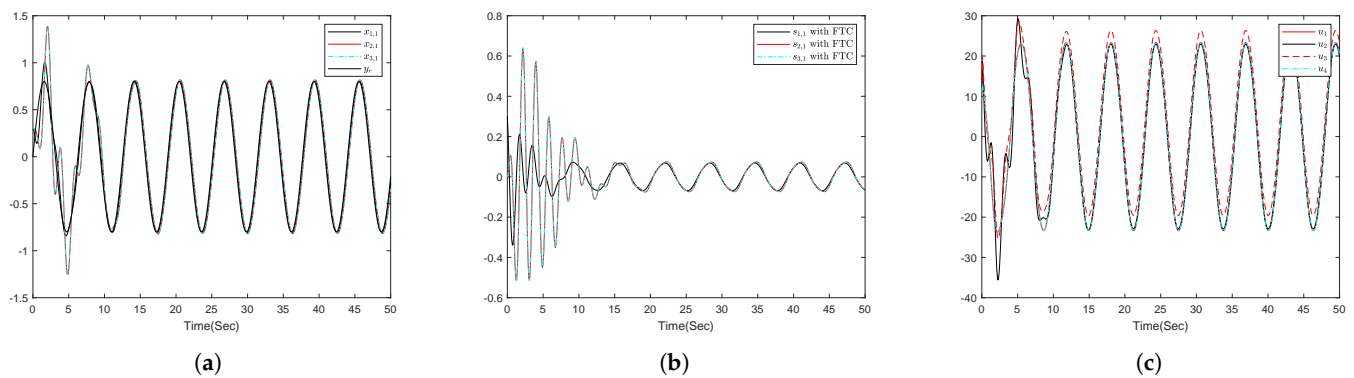 1.5
1
0.5
0
-0.5
-1
-1.5
0 5 10 15 20 25 30 35 40 45 50
Time(Sec)
x₁,₁
x₂,₁
x₃,₁
yᵣ
(a)
0.8
0.6
0.4
0.2
0
-0.2
-0.4
-0.6
0 5 10 15 20 25 30 35 40 45 50
Time(Sec)
s₁,₁ with FTC
s₂,₁ with FTC
s₃,₁ with FTC
(b)
30
20
10
0
-10
-20
-30
-40
0 5 10 15 20 25 30 35 40 45 50
Time(Sec)
u₁
u₂
u₃
u₄
(c)